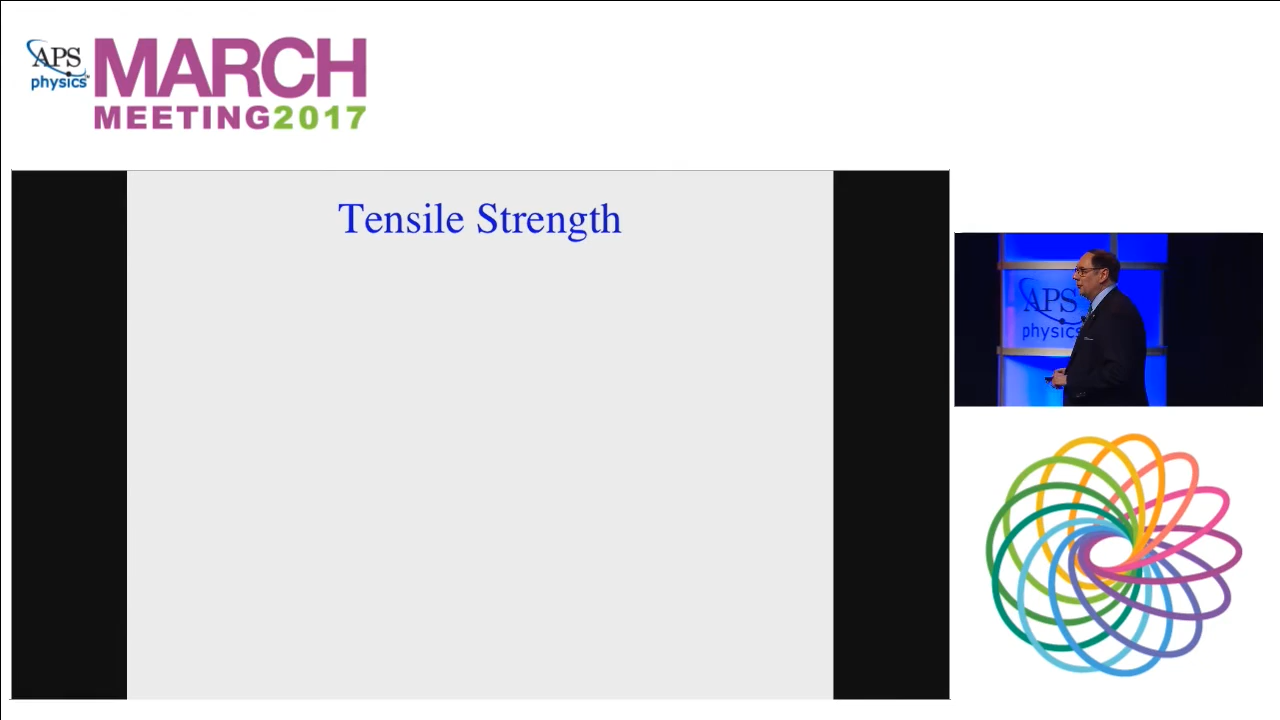 APS
physics
MARCH
MEETING2017
Tensile Strength
APS
physics